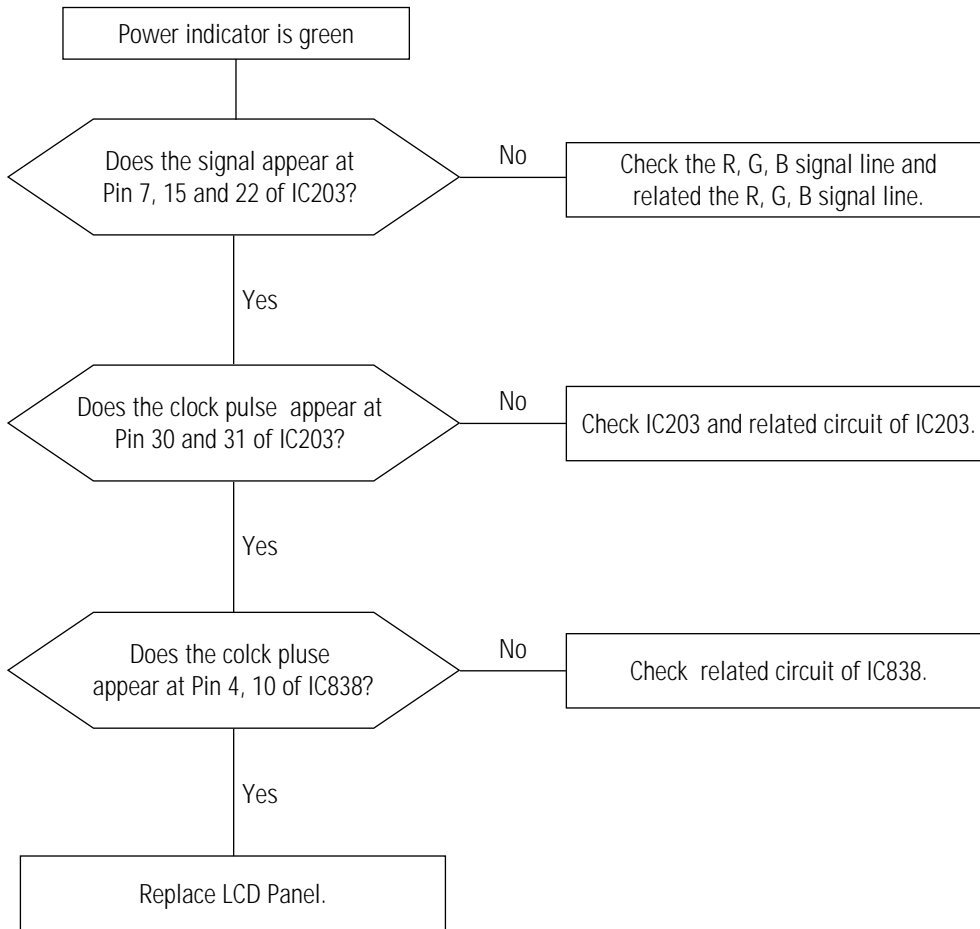 Power indicator is green
Does the signal appear at
Pin 7, 15 and 22 of IC203?
No
Check the R, G, B signal line and
related the R, G, B signal line.
Yes
Does the clock pulse appear at
Pin 30 and 31 of IC203?
No
Check IC203 and related circuit of IC203.
Yes
Does the colck pluse
appear at Pin 4, 10 of IC838?
No
Check related circuit of IC838.
Yes
Replace LCD Panel.